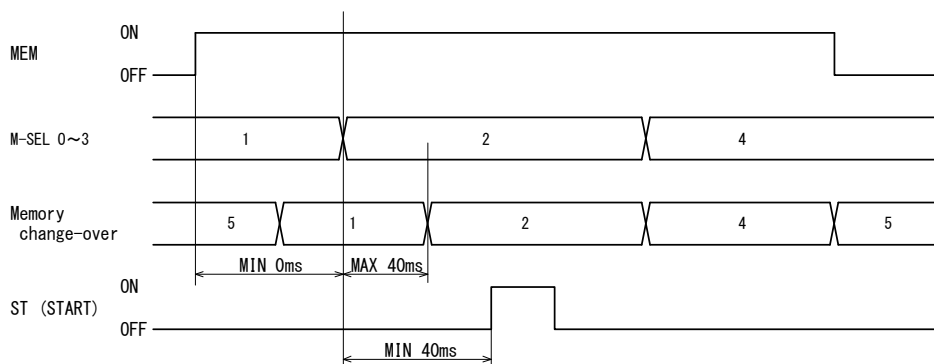 ON
MEM
OFF
M-SEL 0～3
1
2
4
Memory
change-over
5
1
2
4
5
MIN 0ms
MAX 40ms
ON
ST (START)
OFF
MIN 40ms